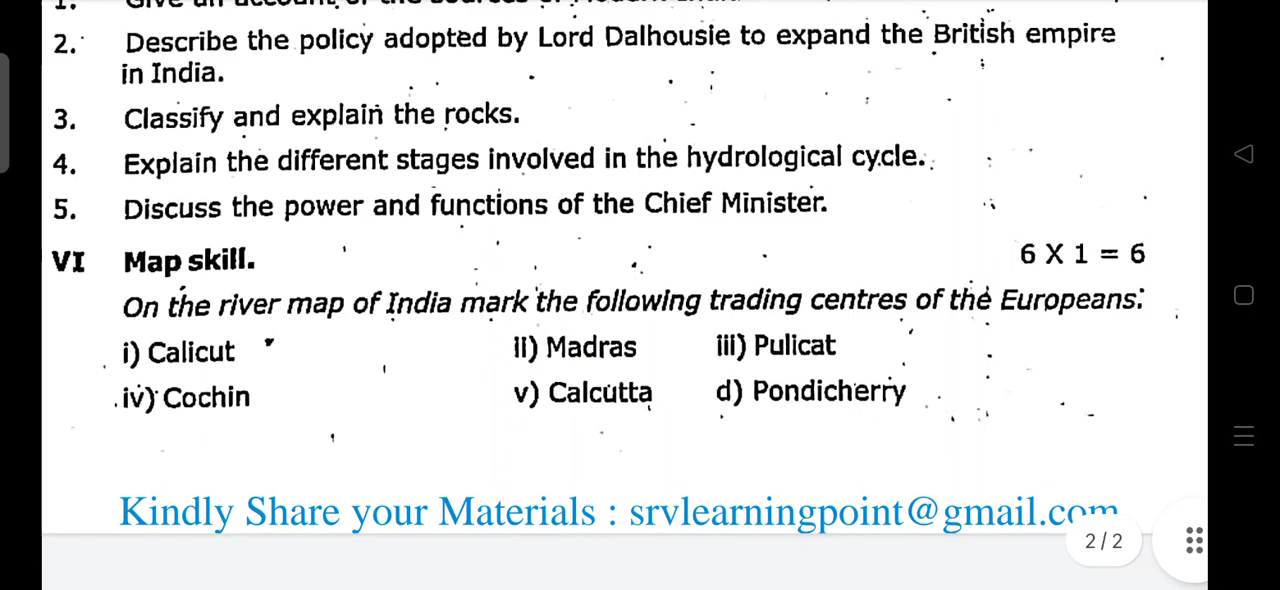 2. Describe the policy adopted by Lord Dalhousie to expand the British empire
in India.
3. Classify and explain the rocks.
4. Explain the different stages involved in the hydrological cycle.
5. Discuss the power and functions of the Chief Minister.
VI Map skill. 6 X 1 = 6
On the river map of India mark the following trading centres of the Europeans:
i) Calicut ii) Madras iii) Pulicat
iv) Cochin v) Calcutta d) Pondicherry
Kindly Share your Materials : srvlearningpoint@gmail.com
2/2